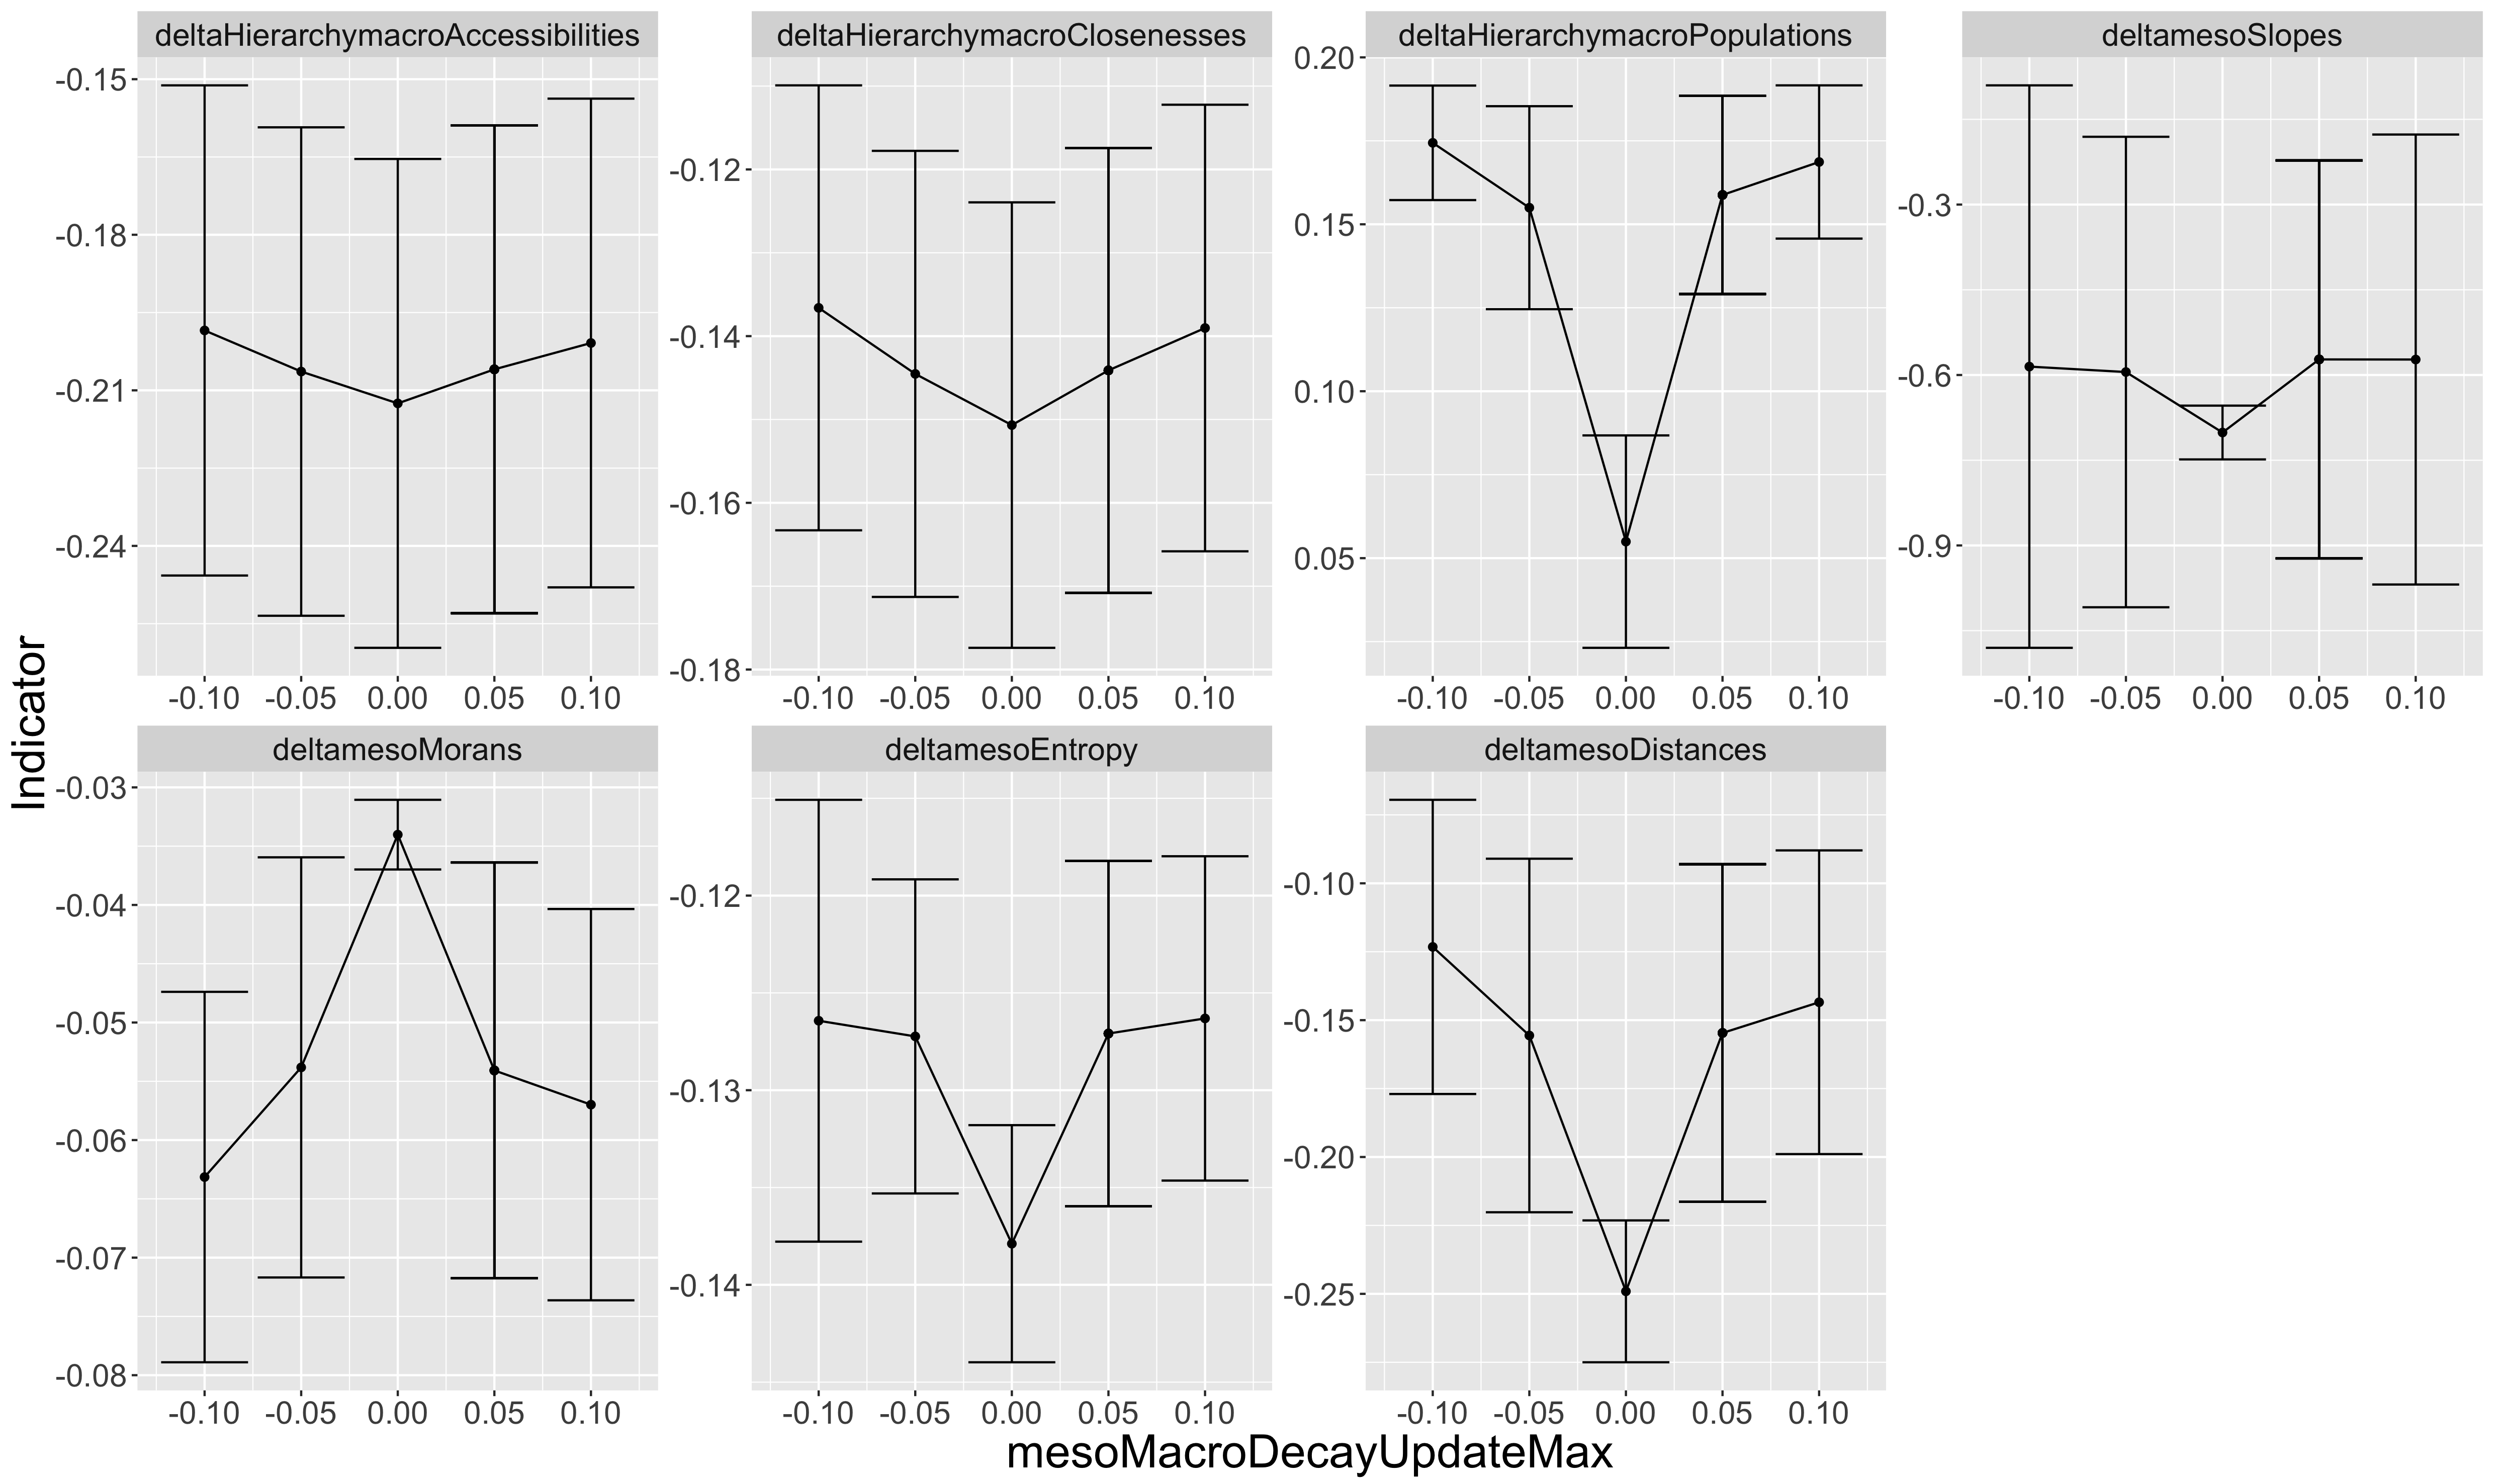 deltaHierarchymacroAccessibilities
deltaHierarchymacroClosenesses
deltaHierarchymacroPopulations
deltamesoSlopes
-0.15
-0.18
-0.21
-0.24
-0.12
-0.14
-0.16
-0.18
0.20
0.15
0.10
0.05
-0.3
-0.6
-0.9
-0.10 -0.05 0.00 0.05 0.10
-0.10 -0.05 0.00 0.05 0.10
-0.10 -0.05 0.00 0.05 0.10
-0.10 -0.05 0.00 0.05 0.10
Indicator
deltamesoMorans
deltamesoEntropy
deltamesoDistances
-0.03
-0.04
-0.05
-0.06
-0.07
-0.08
-0.12
-0.13
-0.14
-0.10
-0.15
-0.20
-0.25
-0.10 -0.05 0.00 0.05 0.10
-0.10 -0.05 0.00 0.05 0.10
-0.10 -0.05 0.00 0.05 0.10
mesoMacroDecayUpdateMax